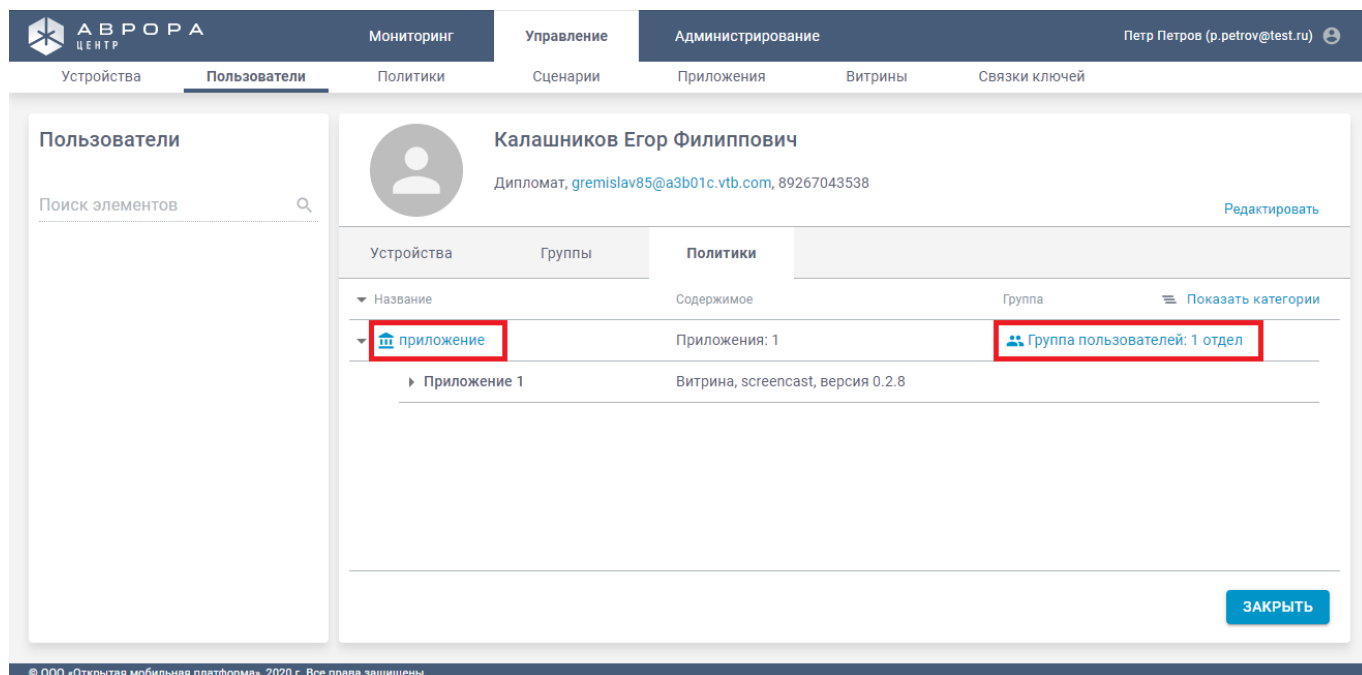 АВРОРА
ЦЕНТР
Мониторинг
Управление
Администрирование
Петр Петров (p.petrov@test.ru)
Устройства
Пользователи
Политики
Сценарии
Приложения
Витрины
Связки ключей
Пользователи
Поиск элементов
Калашников Егор Филиппович
Дипломат, gremislav85@a3b01c.vtb.com, 89267043538
Редактировать
Устройства
Группы
Политики
Название
Содержимое
Группа
Показать категории
приложение
Приложения: 1
Группа пользователей: 1 отдел
Приложение 1
Витрина, screencast, версия 0.2.8
ЗАКРЫТЬ
© ООО «Открытая мобильная платформа», 2020 г. Все права защищены